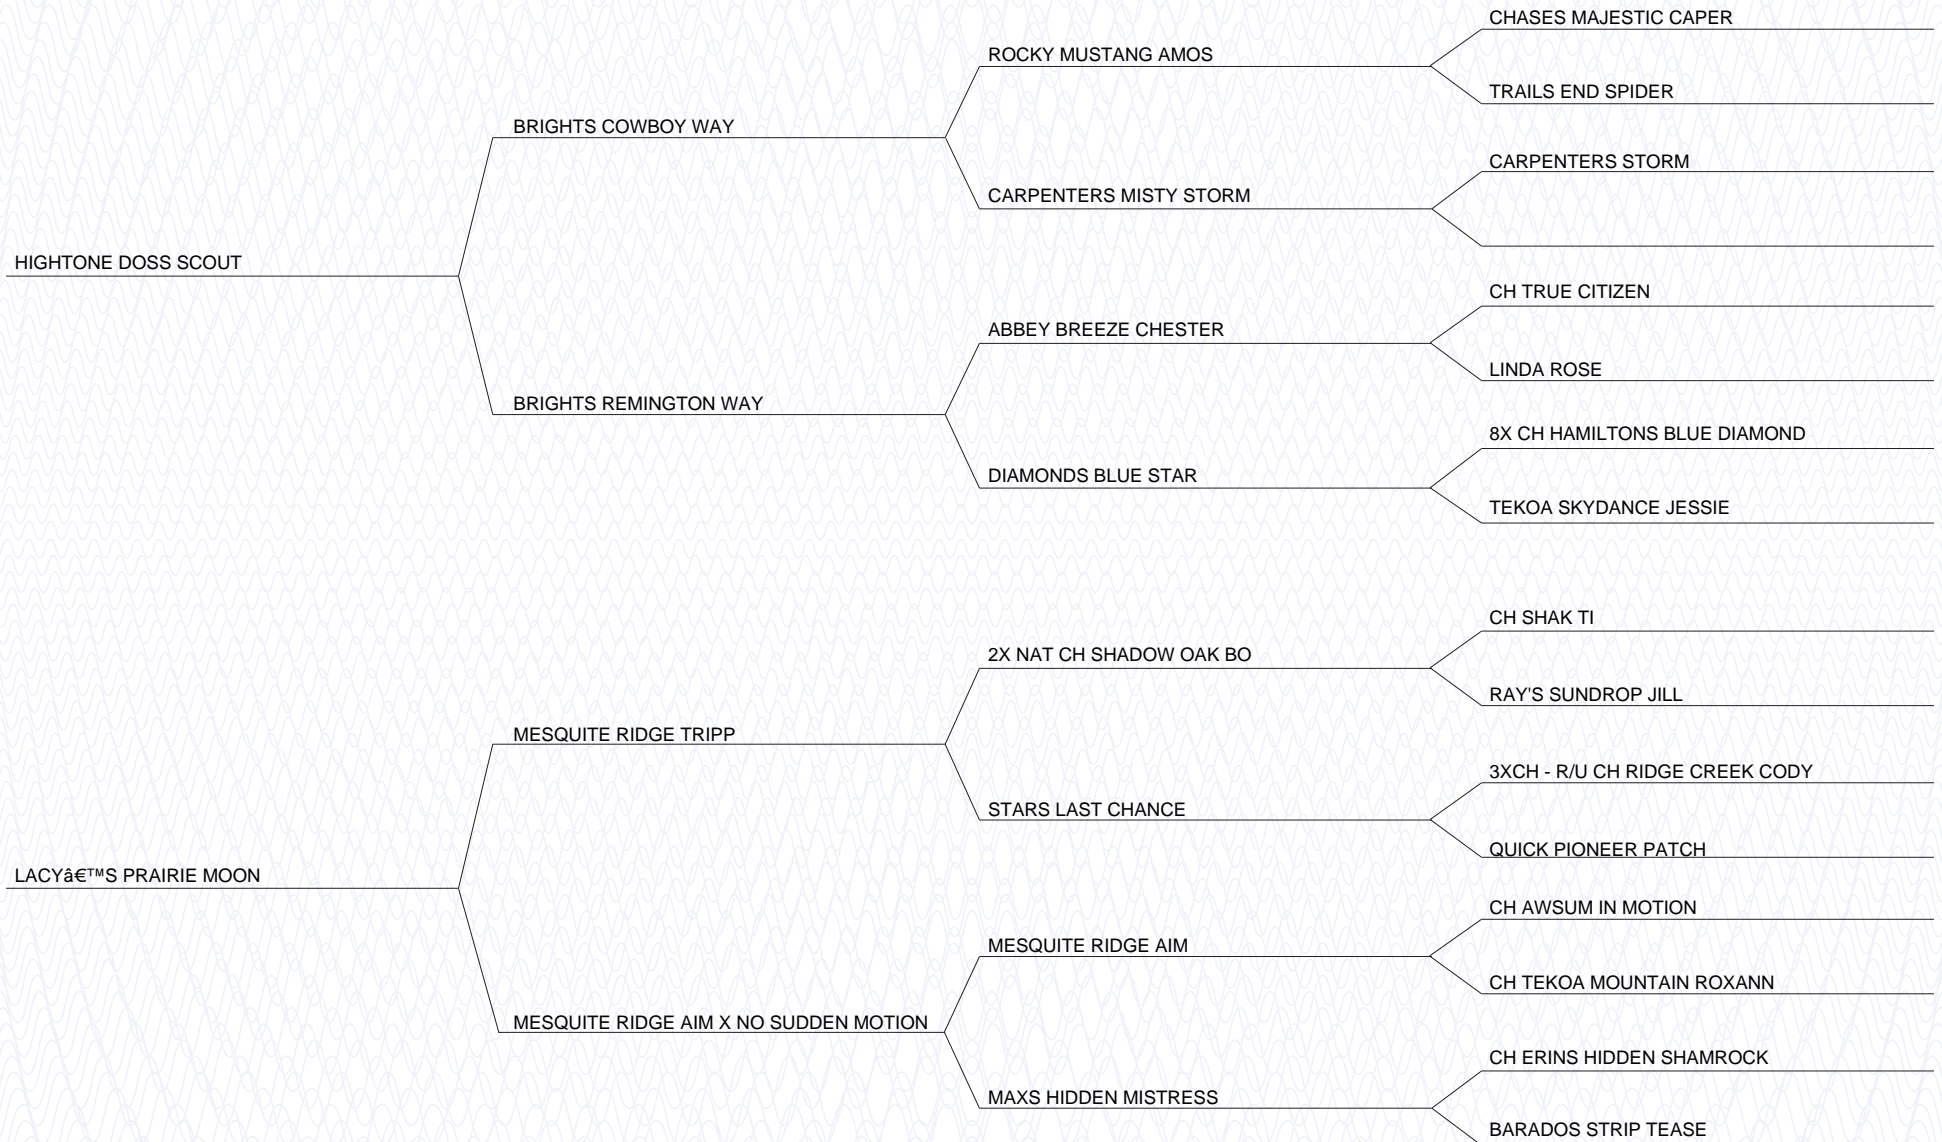 CHASES MAJESTIC CAPER
ROCKY MUSTANG AMOS
TRAILS END SPIDER
BRIGHTS COWBOY WAY
CARPENTERS STORM
CARPENTERS MISTY STORM
HIGHTONE DOSS SCOUT
CH TRUE CITIZEN
ABBEY BREEZE CHESTER
LINDA ROSE
BRIGHTS REMINGTON WAY
8X CH HAMILTONS BLUE DIAMOND
DIAMONDS BLUE STAR
TEKOA SKYDANCE JESSIE
CH SHAK TI
2X NAT CH SHADOW OAK BO
RAY'S SUNDROP JILL
MESQUITE RIDGE TRIPP
3XCH - R/U CH RIDGE CREEK CODY
STARS LAST CHANCE
QUICK PIONEER PATCH
LACYâ€™S PRAIRIE MOON
CH AWSUM IN MOTION
MESQUITE RIDGE AIM
CH TEKOA MOUNTAIN ROXANN
MESQUITE RIDGE AIM X NO SUDDEN MOTION
CH ERINS HIDDEN SHAMROCK
MAXS HIDDEN MISTRESS
BARADOS STRIP TEASE